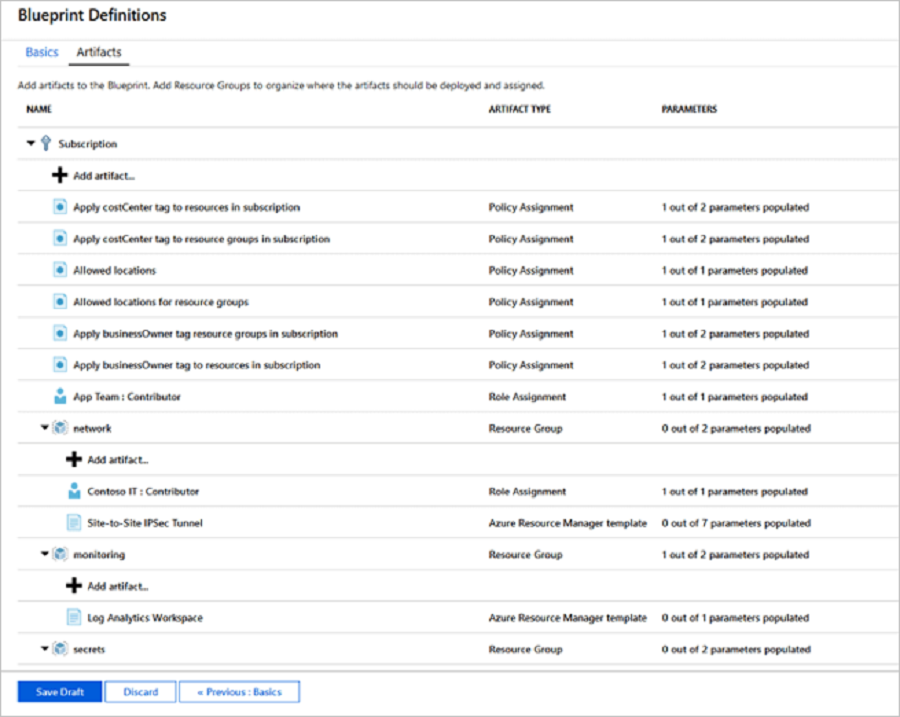 Blueprint Definitions
Basics Artifacts
Add artifacts to the Blueprint. Add Resource Groups to organize where the artifacts should be deployed and assigned.
NAME ARTIFACT TYPE PARAMETERS
Subscription
Add artifact...
Apply costCenter tag to resources in subscription Policy Assignment 1 out of 2 parameters populated
Apply costCenter tag to resource groups in subscription Policy Assignment 1 out of 2 parameters populated
Allowed locations Policy Assignment 1 out of 1 parameters populated
Allowed locations for resource groups Policy Assignment 1 out of 1 parameters populated
Apply businessOwner tag resource groups in subscription Policy Assignment 1 out of 2 parameters populated
Apply businessOwner tag to resources in subscription Policy Assignment 1 out of 2 parameters populated
App Team : Contributor Role Assignment 1 out of 1 parameters populated
network Resource Group 0 out of 2 parameters populated
Add artifact...
Contoso IT : Contributor Role Assignment 1 out of 1 parameters populated
Site-to-Site IPSec Tunnel Azure Resource Manager template 0 out of 7 parameters populated
monitoring Resource Group 1 out of 2 parameters populated
Add artifact...
Log Analytics Workspace Azure Resource Manager template 0 out of 1 parameters populated
secrets Resource Group 0 out of 2 parameters populated
Save Draft Discard « Previous : Basics